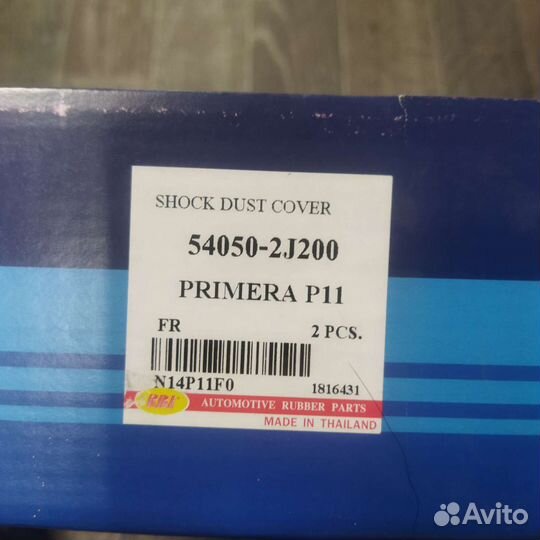 SHOCK DUST COVER
54050-2J200
PRIMERA P11
FR 2 PCS.
N14P11F0 1816431
RBI AUTOMOTIVE RUBBER PARTS
MADE IN THAILAND
Avito